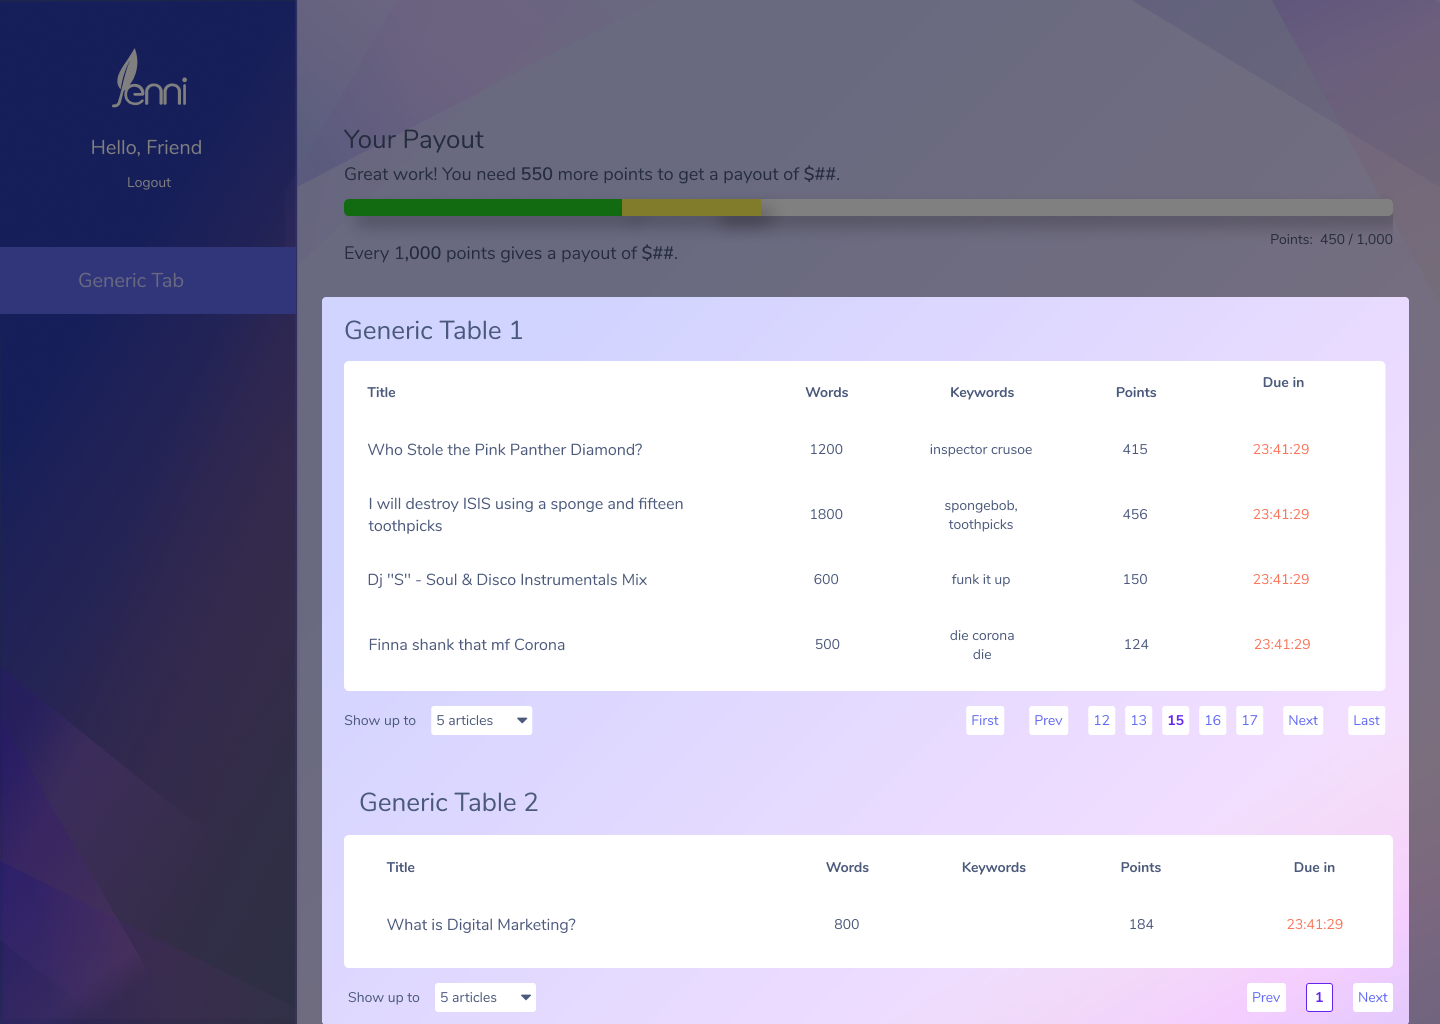 Jenni
Hello, Friend
Logout
Generic Tab
Your Payout
Great work! You need 550 more points to get a payout of $##.
Points: 450 / 1,000
Every 1,000 points gives a payout of $##.
Generic Table 1
Title Words Keywords Points Due in
Who Stole the Pink Panther Diamond? 1200 inspector crusoe 415 23:41:29
I will destroy ISIS using a sponge and fifteen
toothpicks
1800
spongebob,
toothpicks
456 23:41:29
Dj "S" - Soul & Disco Instrumentals Mix 600 funk it up 150 23:41:29
Finna shank that mf Corona 500
die corona
die
124 23:41:29
Show up to 5 articles First Prev 12 13 15 16 17 Next Last
Generic Table 2
Title Words Keywords Points Due in
What is Digital Marketing? 800 184 23:41:29
Show up to 5 articles Prev 1 Next